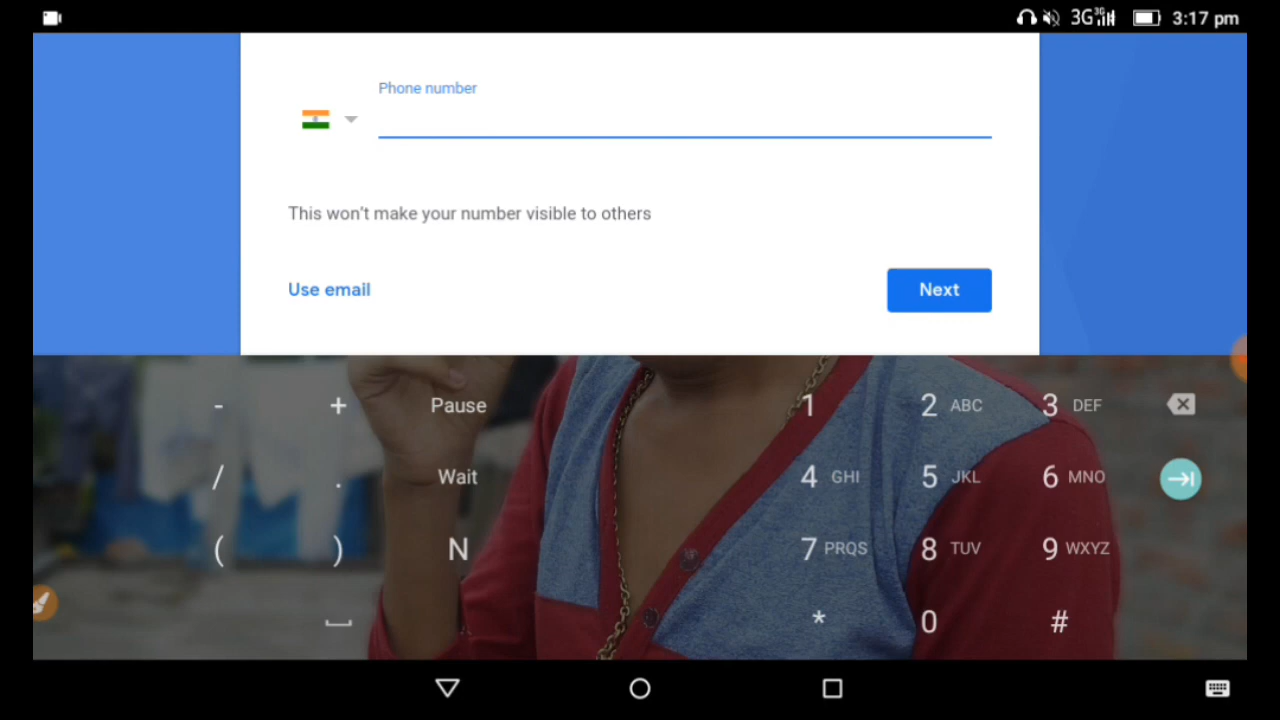 3G 3G 3:17 pm
Phone number
This won't make your number visible to others
Use email Next
- + Pause 1 2 ABC 3 DEF
/ . Wait 4 GHI 5 JKL 6 MNO
( ) N 7 PRQS 8 TUV 9 WXYZ
* 0 #